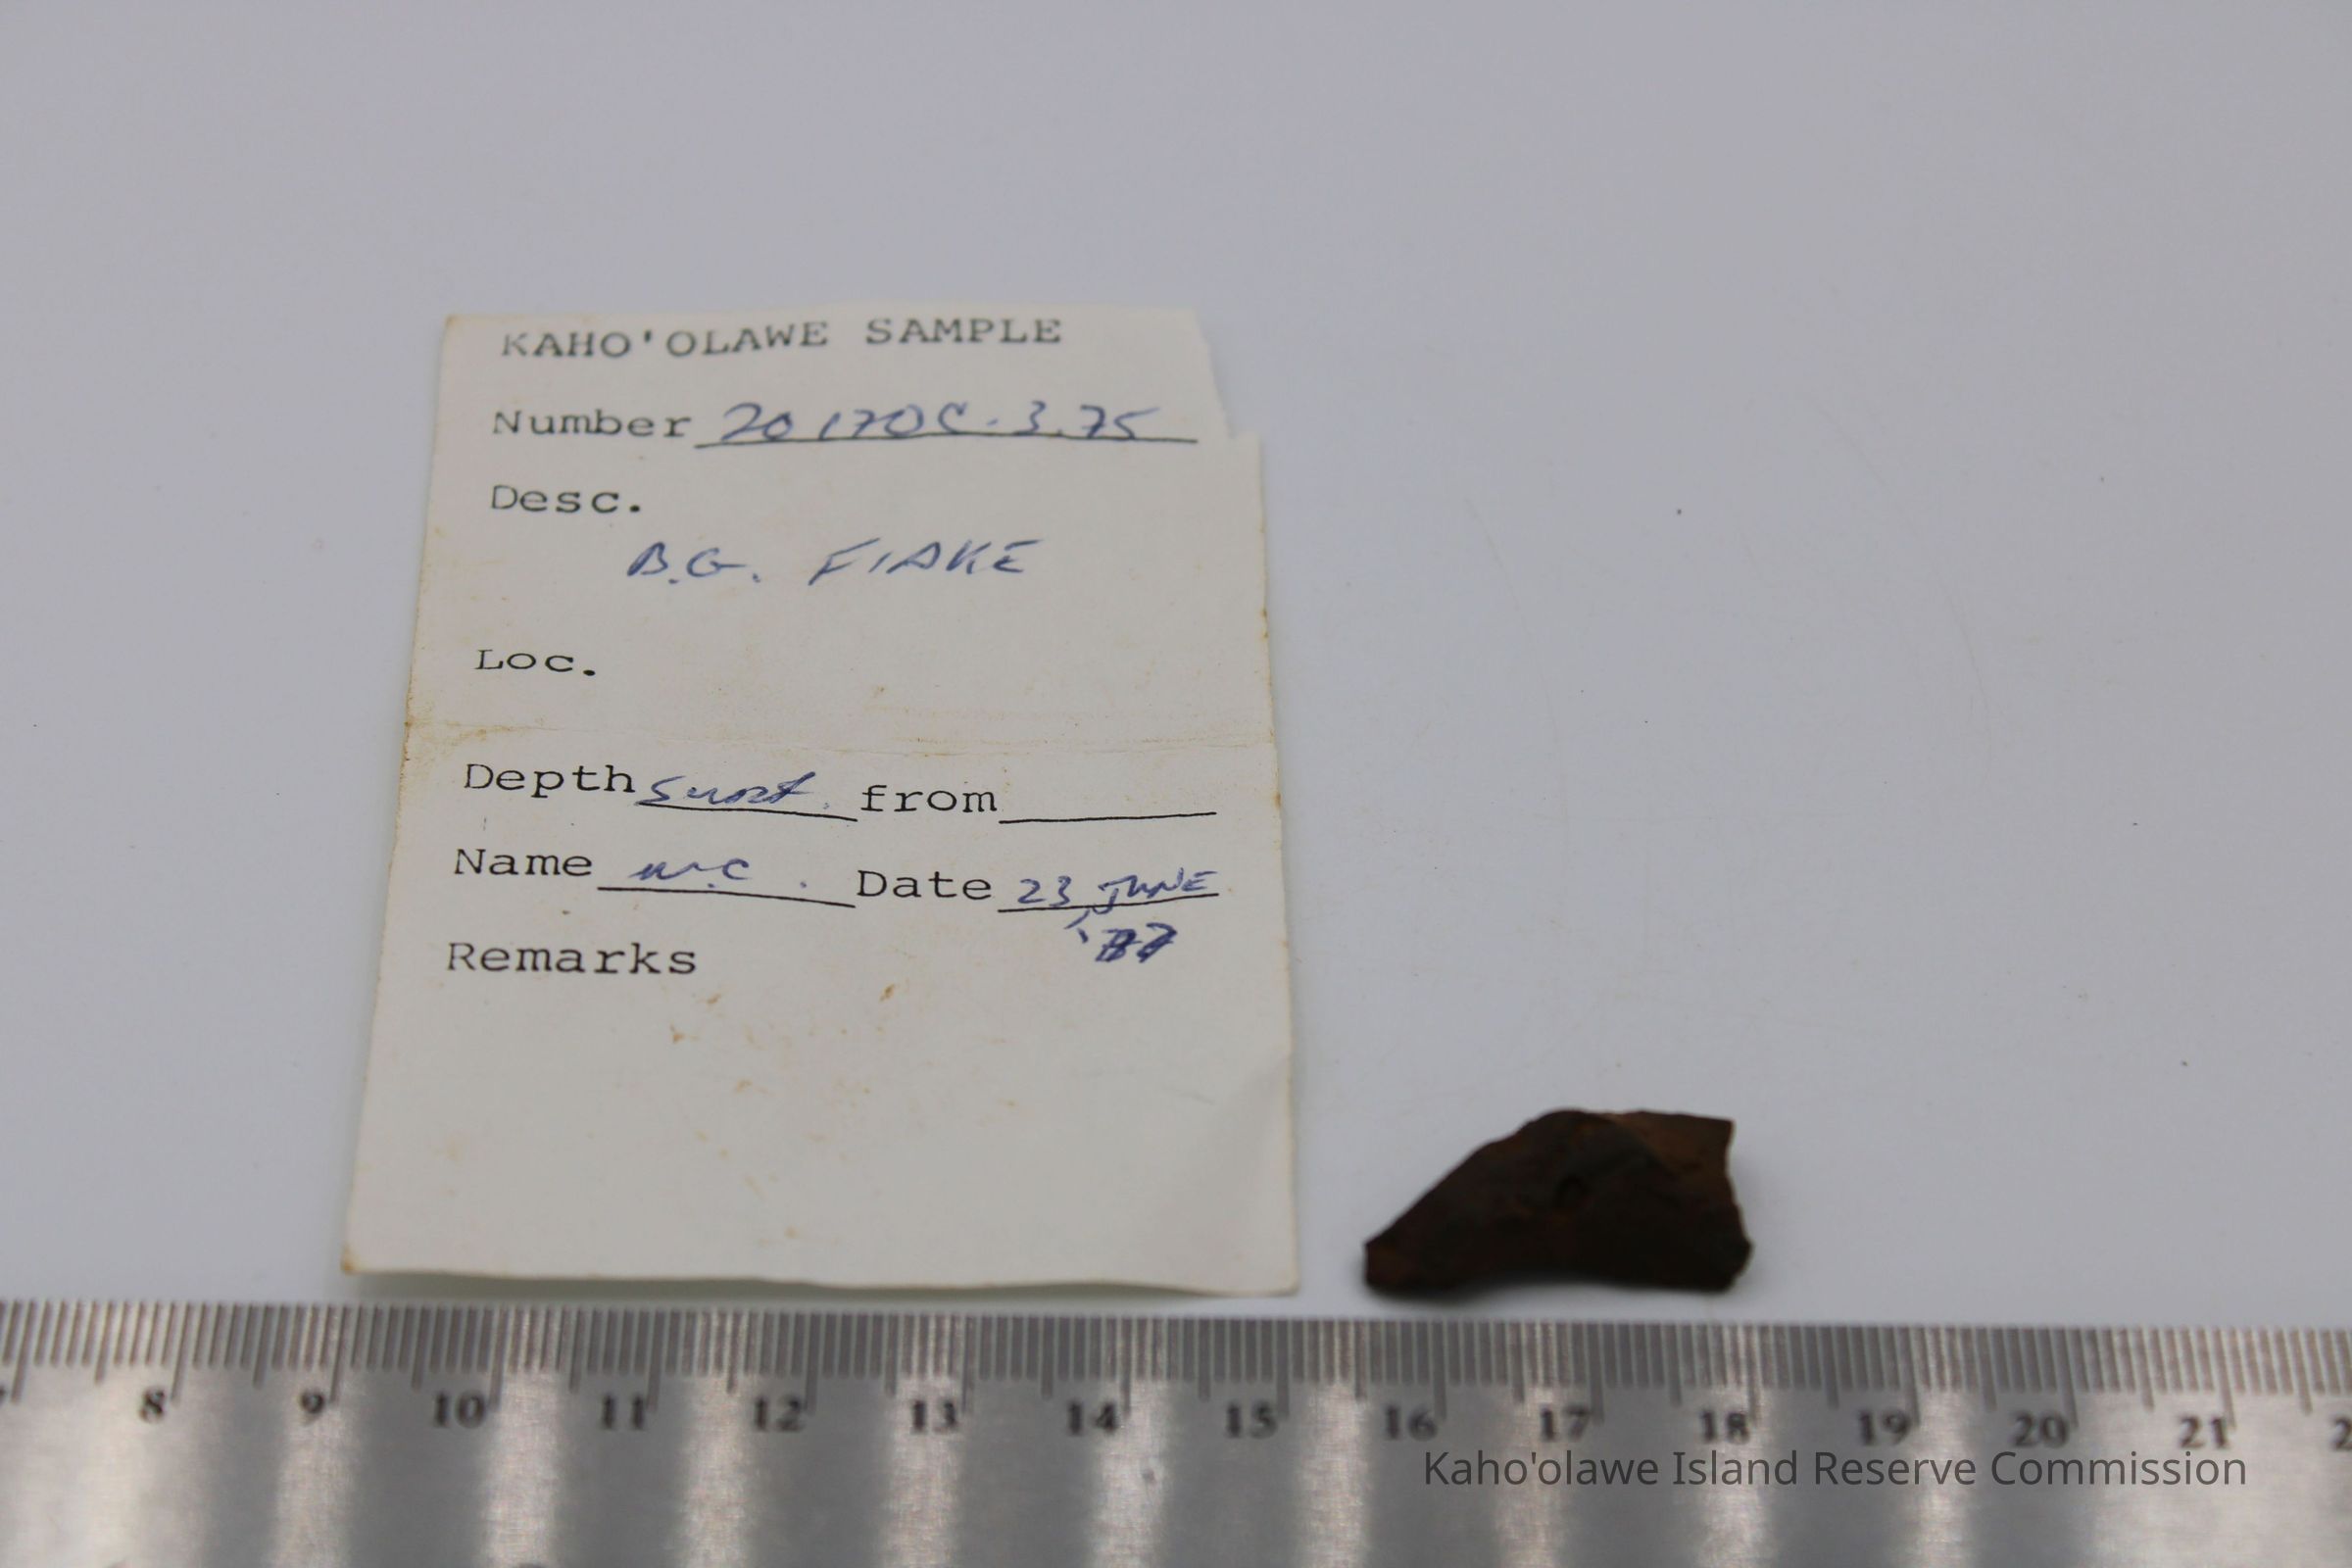 KAHO'OLAWE SAMPLE
Number 20170C.3.75
Desc.
B.G. FlAKE
Loc.
Depth surf. from
Name M.C. Date 23 JUNE
Remarks
8 9 10 11 12 13 14 15 16 17 18 19 20 21
Kaho'olawe Island Reserve Commission